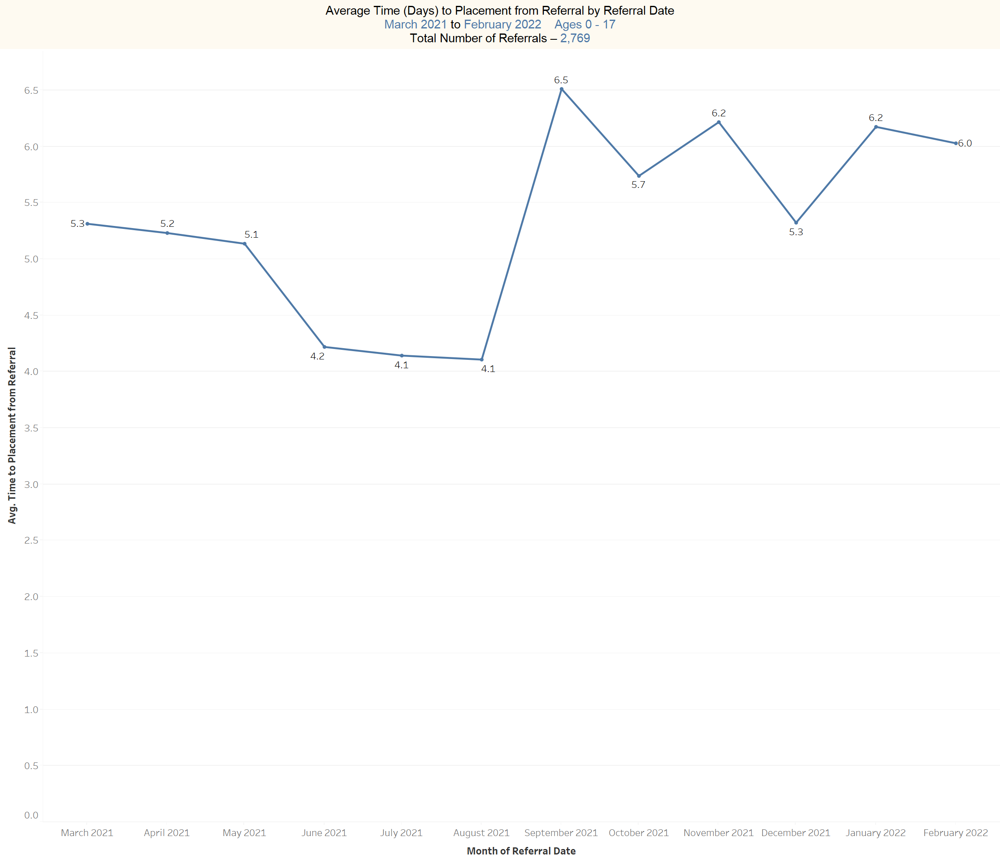 Average Time (Days) to Placement from Referral by Referral Date
March 2021 to February 2022 Ages 0 - 17
Total Number of Referrals – 2,769
Avg. Time to Placement from Referral
6.5
6.0
5.5
5.0
4.5
4.0
3.5
3.0
2.5
2.0
1.5
1.0
0.5
0.0
5.3
5.2
5.1
4.2
4.1
4.1
6.5
5.7
6.2
5.3
6.2
6.0
March 2021
April 2021
May 2021
June 2021
July 2021
August 2021
September 2021
October 2021
November 2021
December 2021
January 2022
February 2022
Month of Referral Date